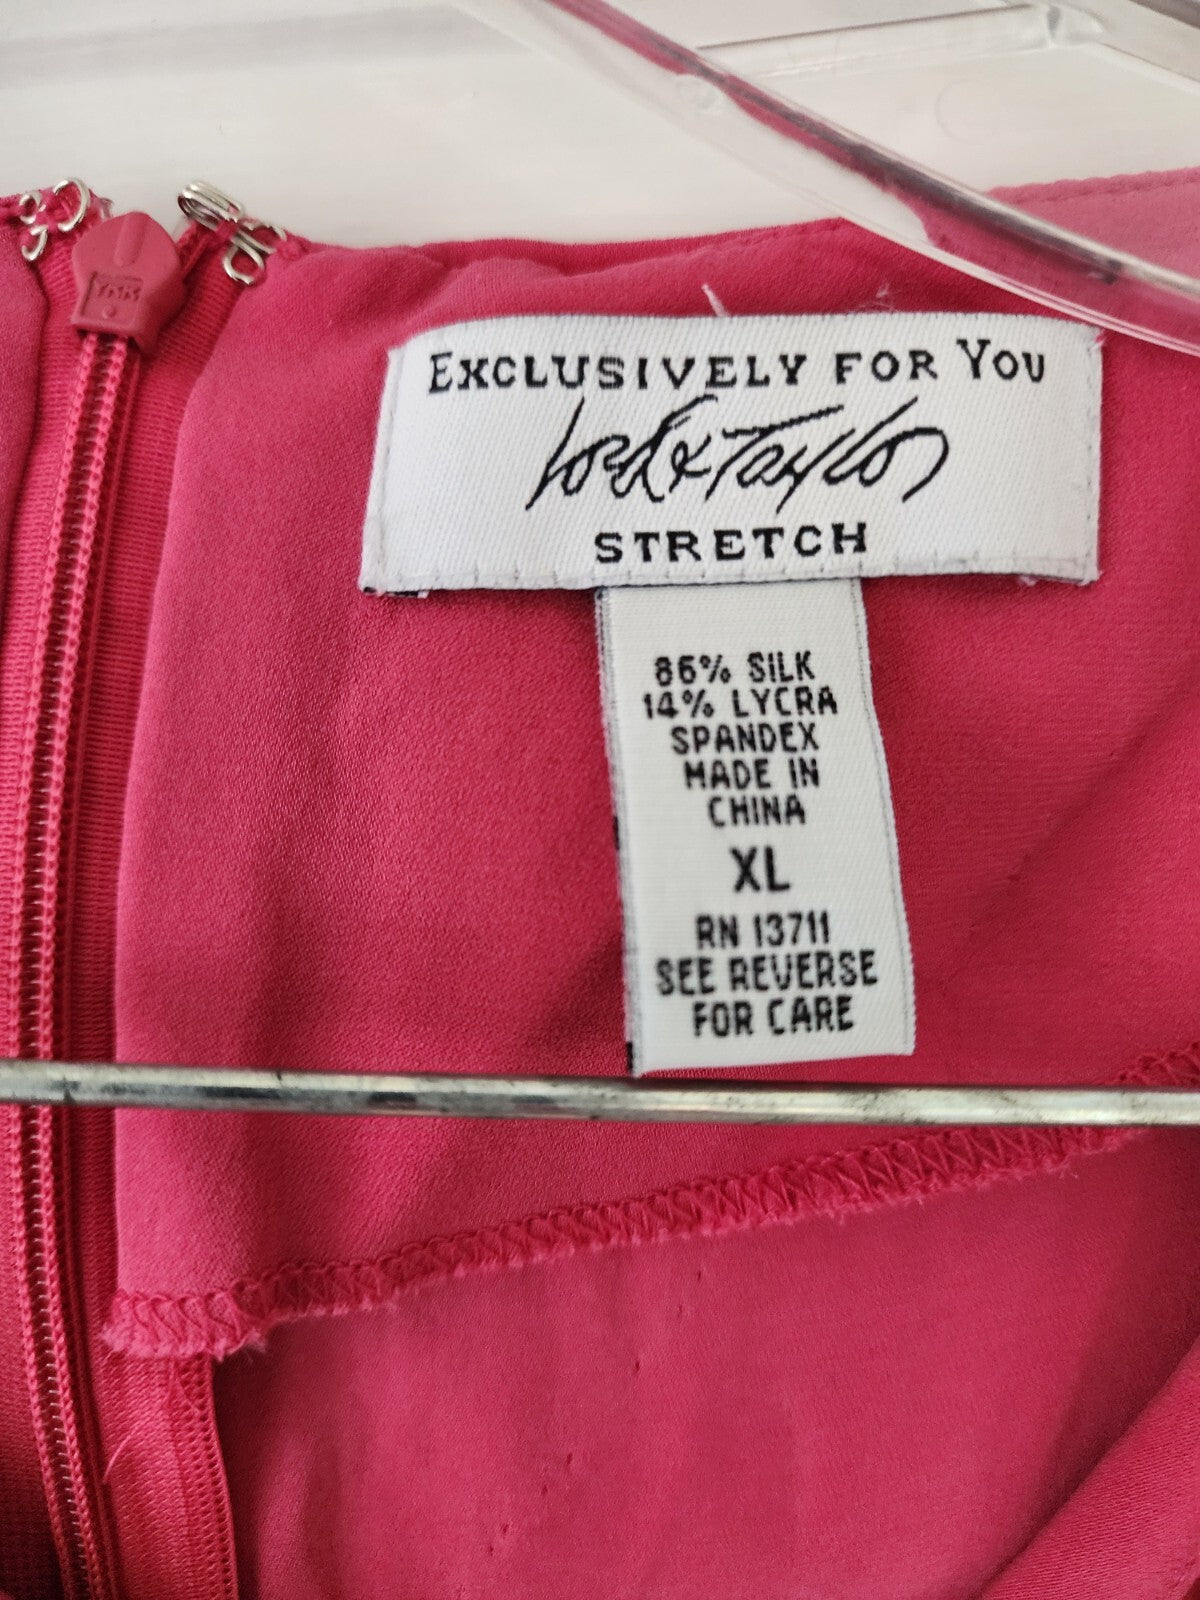 EXCLUSIVELY FOR YOU
Lord & Taylor
STRETCH
86% SILK
14% LYCRA
SPANDEX
MADE IN
CHINA
XL
RN 13711
SEE REVERSE
FOR CARE
YKK